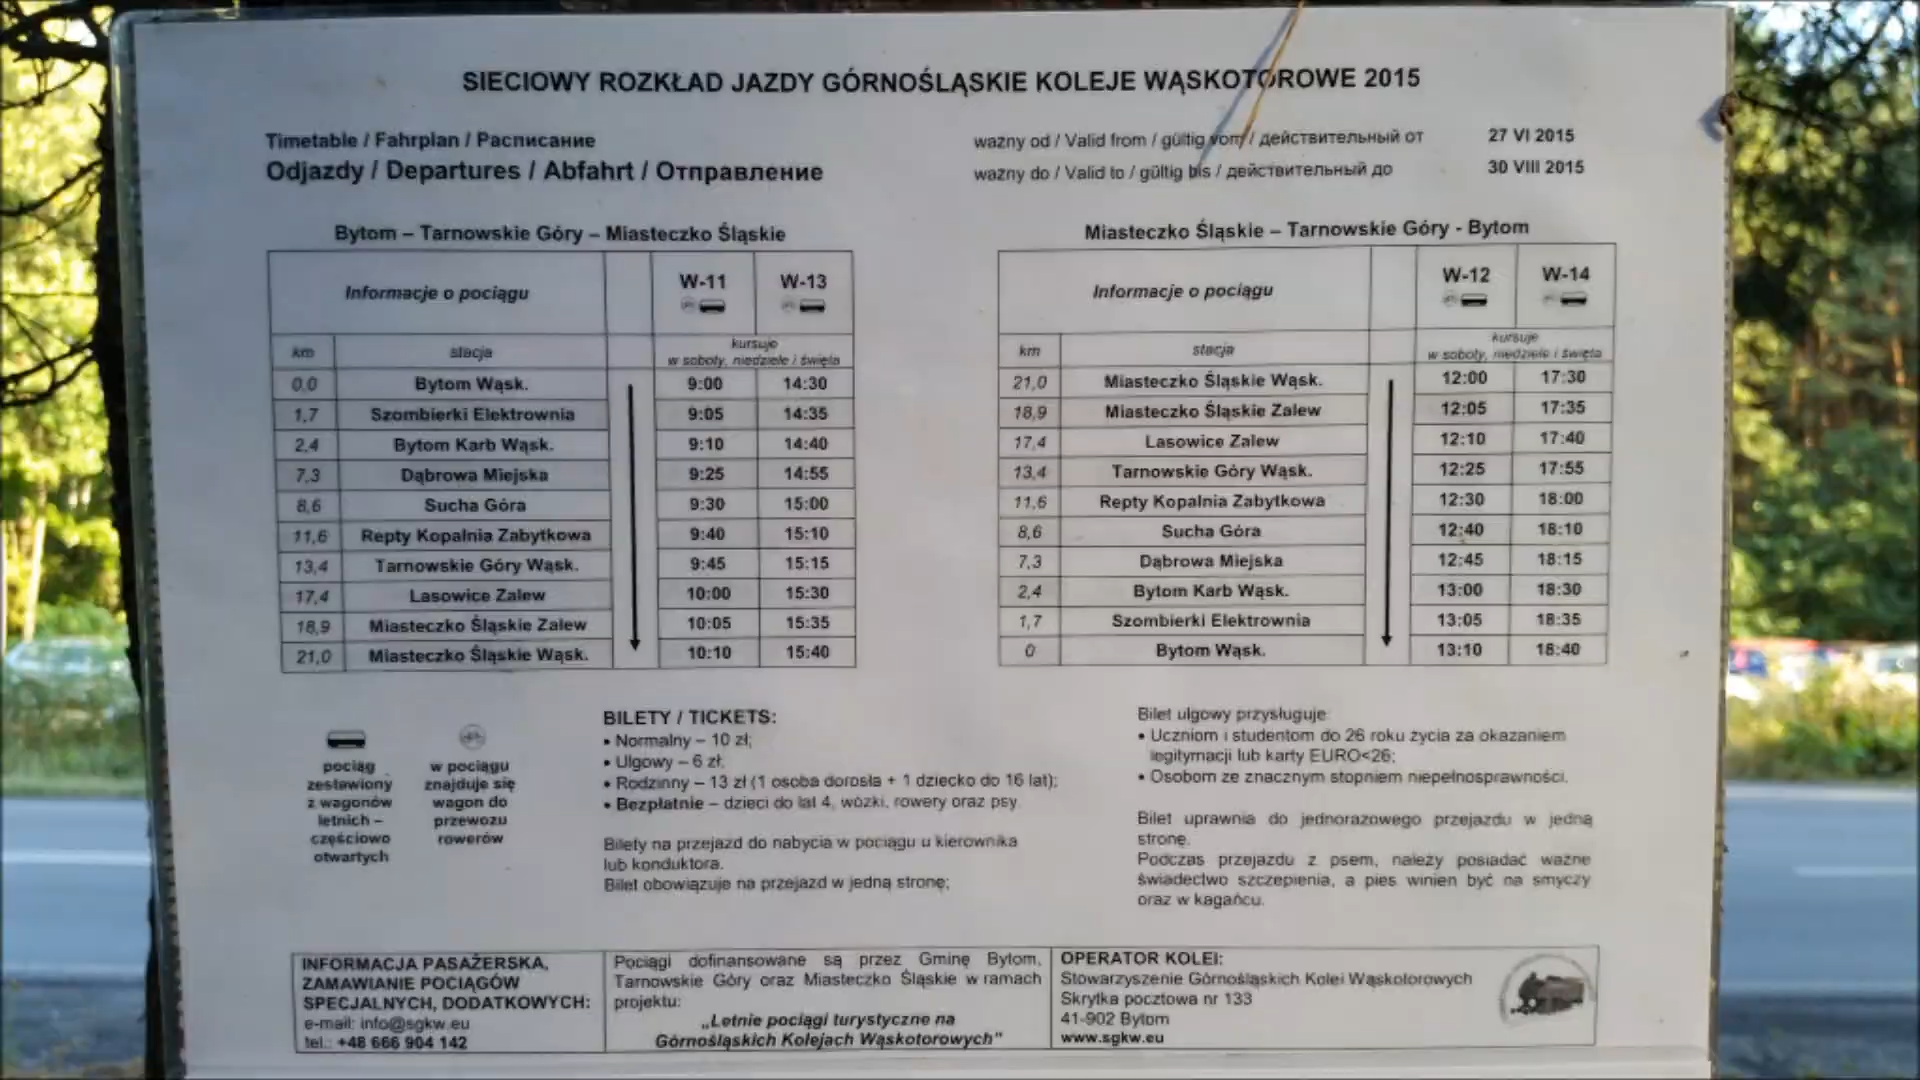 SIECIOWY ROZKŁAD JAZDY GÓRNOŚLĄSKIE KOLEJE WĄSKOTOROWE 2015
Timetable / Fahrplan / Расписание
Odjazdy / Departures / Abfahrt / Отправление
ważny od / Valid from / gültig vom / действительный от 27 VI 2015
ważny do / Valid to / gültig bis / действительный до 30 VIII 2015
Bytom – Tarnowskie Góry – Miasteczko Śląskie
Informacje o pociągu W-11 W-13
km stacja kursuje
w soboty, niedziele i święta
0,0 Bytom Wąsk. 9:00 14:30
1,7 Szombierki Elektrownia 9:05 14:35
2,4 Bytom Karb Wąsk. 9:10 14:40
7,3 Dąbrowa Miejska 9:25 14:55
8,6 Sucha Góra 9:30 15:00
11,6 Repty Kopalnia Zabytkowa 9:40 15:10
13,4 Tarnowskie Góry Wąsk. 9:45 15:15
17,4 Lasowice Zalew 10:00 15:30
18,9 Miasteczko Śląskie Zalew 10:05 15:35
21,0 Miasteczko Śląskie Wąsk. 10:10 15:40
Miasteczko Śląskie – Tarnowskie Góry - Bytom
Informacje o pociągu W-12 W-14
km stacja kursuje
w soboty, niedziele i święta
21,0 Miasteczko Śląskie Wąsk. 12:00 17:30
18,9 Miasteczko Śląskie Zalew 12:05 17:35
17,4 Lasowice Zalew 12:10 17:40
13,4 Tarnowskie Góry Wąsk. 12:25 17:55
11,6 Repty Kopalnia Zabytkowa 12:30 18:00
8,6 Sucha Góra 12:40 18:10
7,3 Dąbrowa Miejska 12:45 18:15
2,4 Bytom Karb Wąsk. 13:00 18:30
1,7 Szombierki Elektrownia 13:05 18:35
0 Bytom Wąsk. 13:10 18:40
pociąg
zestawiony
z wagonów
letnich –
częściowo
otwartych
w pociągu
znajduje się
wagon do
przewozu
rowerów
BILETY / TICKETS:
• Normalny – 10 zł;
• Ulgowy – 6 zł;
• Rodzinny – 13 zł (1 osoba dorosła + 1 dziecko do 16 lat);
• Bezpłatnie – dzieci do lat 4, wózki, rowery oraz psy.
Bilety na przejazd do nabycia w pociągu u kierownika
lub konduktora.
Bilet obowiązuje na przejazd w jedną stronę;
Bilet ulgowy przysługuje:
• Uczniom i studentom do 26 roku życia za okazaniem
legitymacji lub karty EURO<26;
• Osobom ze znacznym stopniem niepełnosprawności.
Bilet uprawnia do jednorazowego przejazdu w jedną
stronę.
Podczas przejazdu z psem, należy posiadać ważne
świadectwo szczepienia, a pies winien być na smyczy
oraz w kagańcu.
INFORMACJA PASAŻERSKA,
ZAMAWIANIE POCIĄGÓW
SPECJALNYCH, DODATKOWYCH:
e-mail: info@sgkw.eu
tel.: +48 666 904 142
Pociągi dofinansowane są przez Gminę Bytom,
Tarnowskie Góry oraz Miasteczko Śląskie w ramach
projektu:
„Letnie pociągi turystyczne na
Górnośląskich Kolejach Wąskotorowych"
OPERATOR KOLEI:
Stowarzyszenie Górnośląskich Kolei Wąskotorowych
Skrytka pocztowa nr 133
41-902 Bytom
www.sgkw.eu